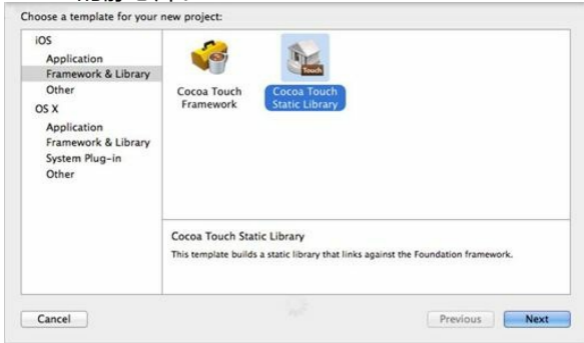 Choose a template for your new project:
iOS
Application
Framework & Library
Other
OS X
Application
Framework & Library
System Plug-in
Other
Cocoa Touch
Framework
Touch
Cocoa Touch
Static Library
Cocoa Touch Static Library
This template builds a static library that links against the Foundation framework.
Cancel
Previous
Next